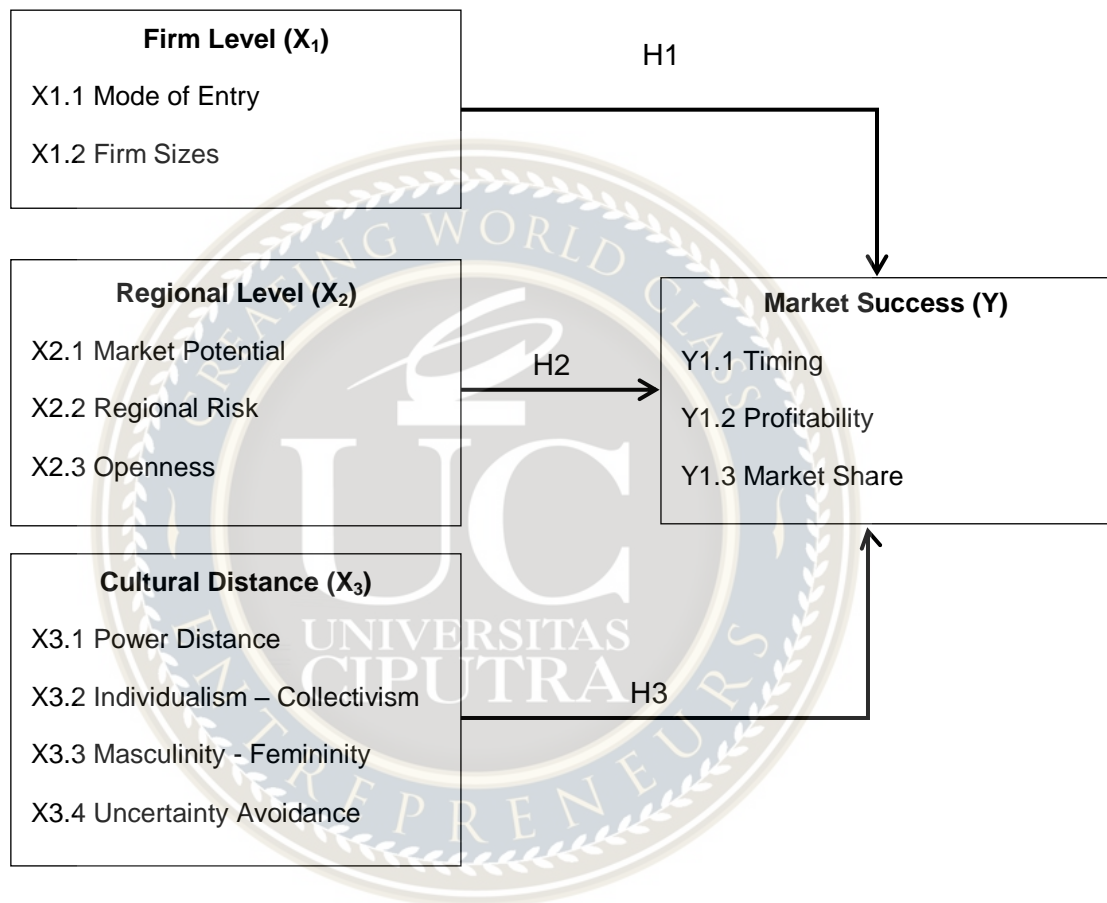 Firm Level (X₁)
X1.1 Mode of Entry
X1.2 Firm Sizes
H1
Regional Level (X₂)
X2.1 Market Potential
X2.2 Regional Risk
X2.3 Openness
H2
Market Success (Y)
Y1.1 Timing
Y1.2 Profitability
Y1.3 Market Share
Cultural Distance (X₃)
X3.1 Power Distance
X3.2 Individualism – Collectivism
X3.3 Masculinity - Femininity
X3.4 Uncertainty Avoidance
H3
CREATING WORLD CLASS
UC
UNIVERSITAS
CIPUTRA
ENTREPRENEURS